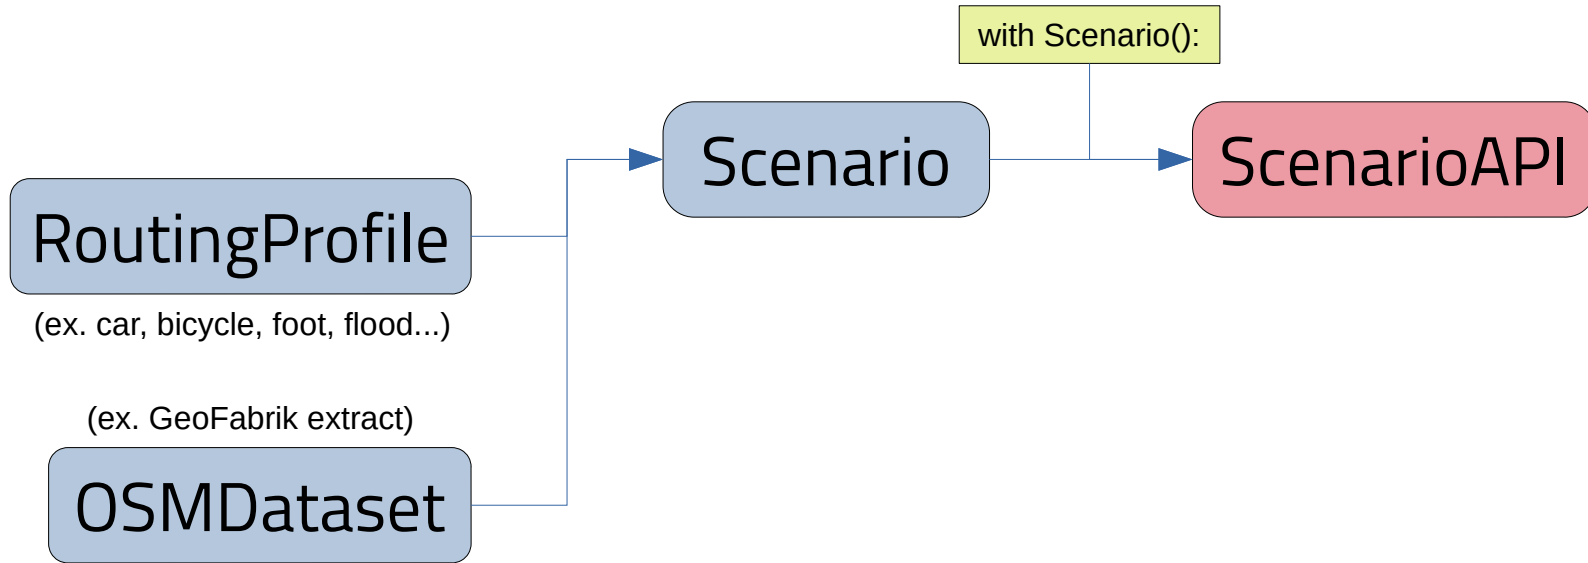 with Scenario():
Scenario
ScenarioAPI
RoutingProfile
(ex. car, bicycle, foot, flood...)
(ex. GeoFabrik extract)
OSMDataset